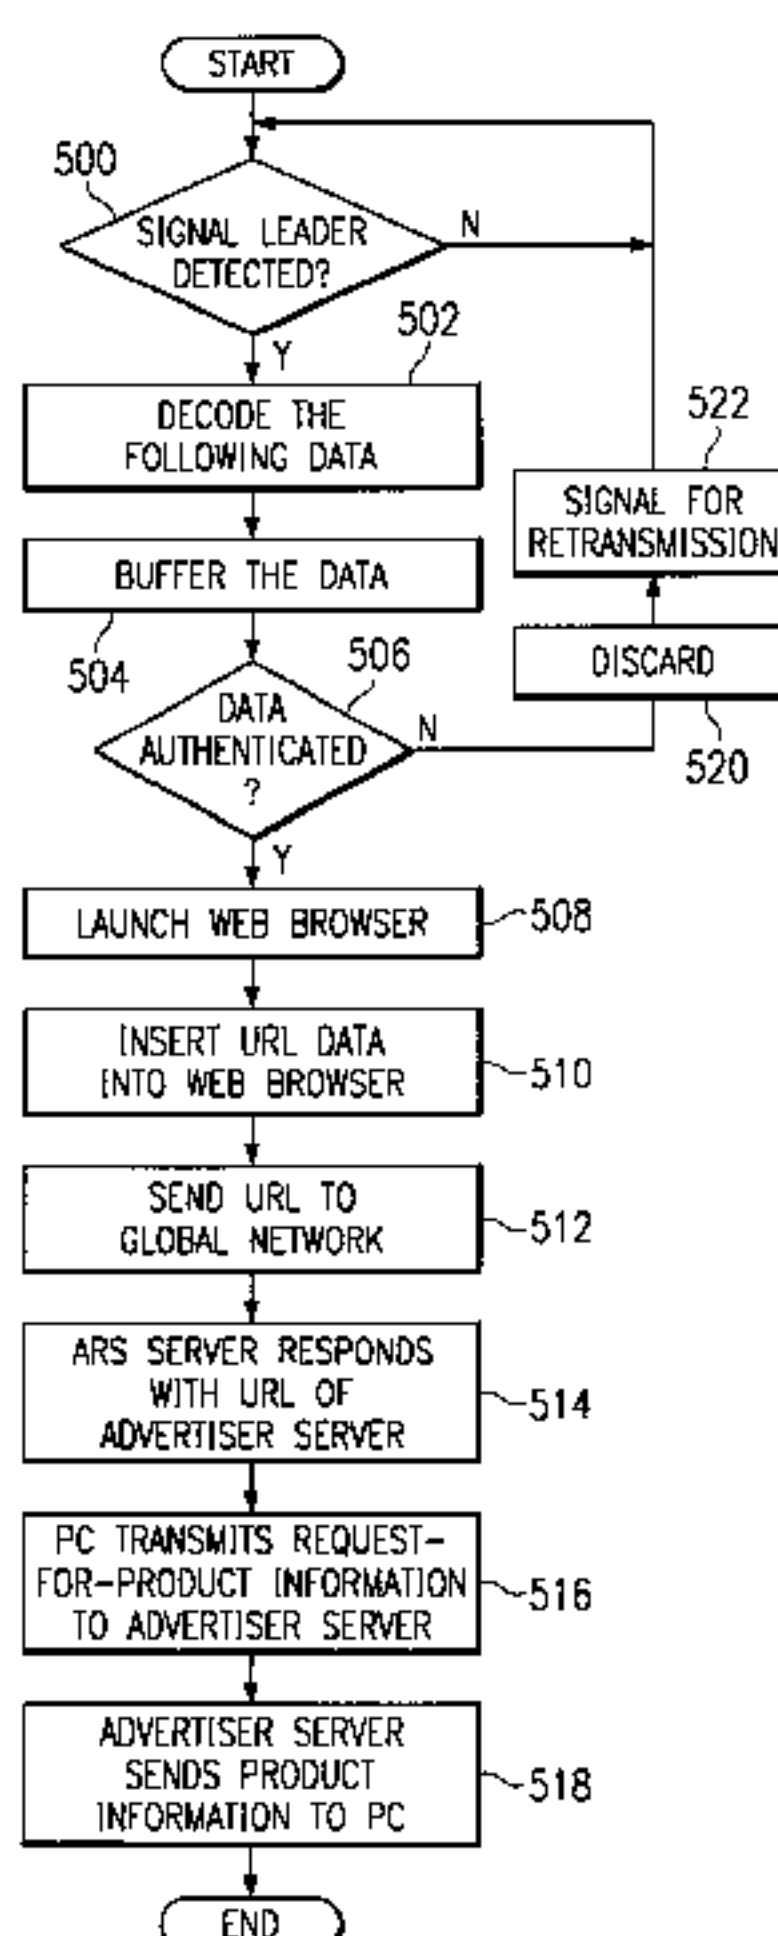 START
500
SIGNAL LEADER
DETECTED?
N
Y
502
DECODE THE
FOLLOWING DATA
522
SIGNAL FOR
RETRANSMISSION
BUFFER THE DATA
504
506
DATA
AUTHENTICATED
?
N
DISCARD
520
Y
LAUNCH WEB BROWSER
508
INSERT URL DATA
INTO WEB BROWSER
510
SEND URL TO
GLOBAL NETWORK
512
ARS SERVER RESPONDS
WITH URL OF
ADVERTISER SERVER
514
PC TRANSMITS REQUEST-
FOR-PRODUCT INFORMATION
TO ADVERTISER SERVER
516
ADVERTISER SERVER
SENDS PRODUCT
INFORMATION TO PC
518
END